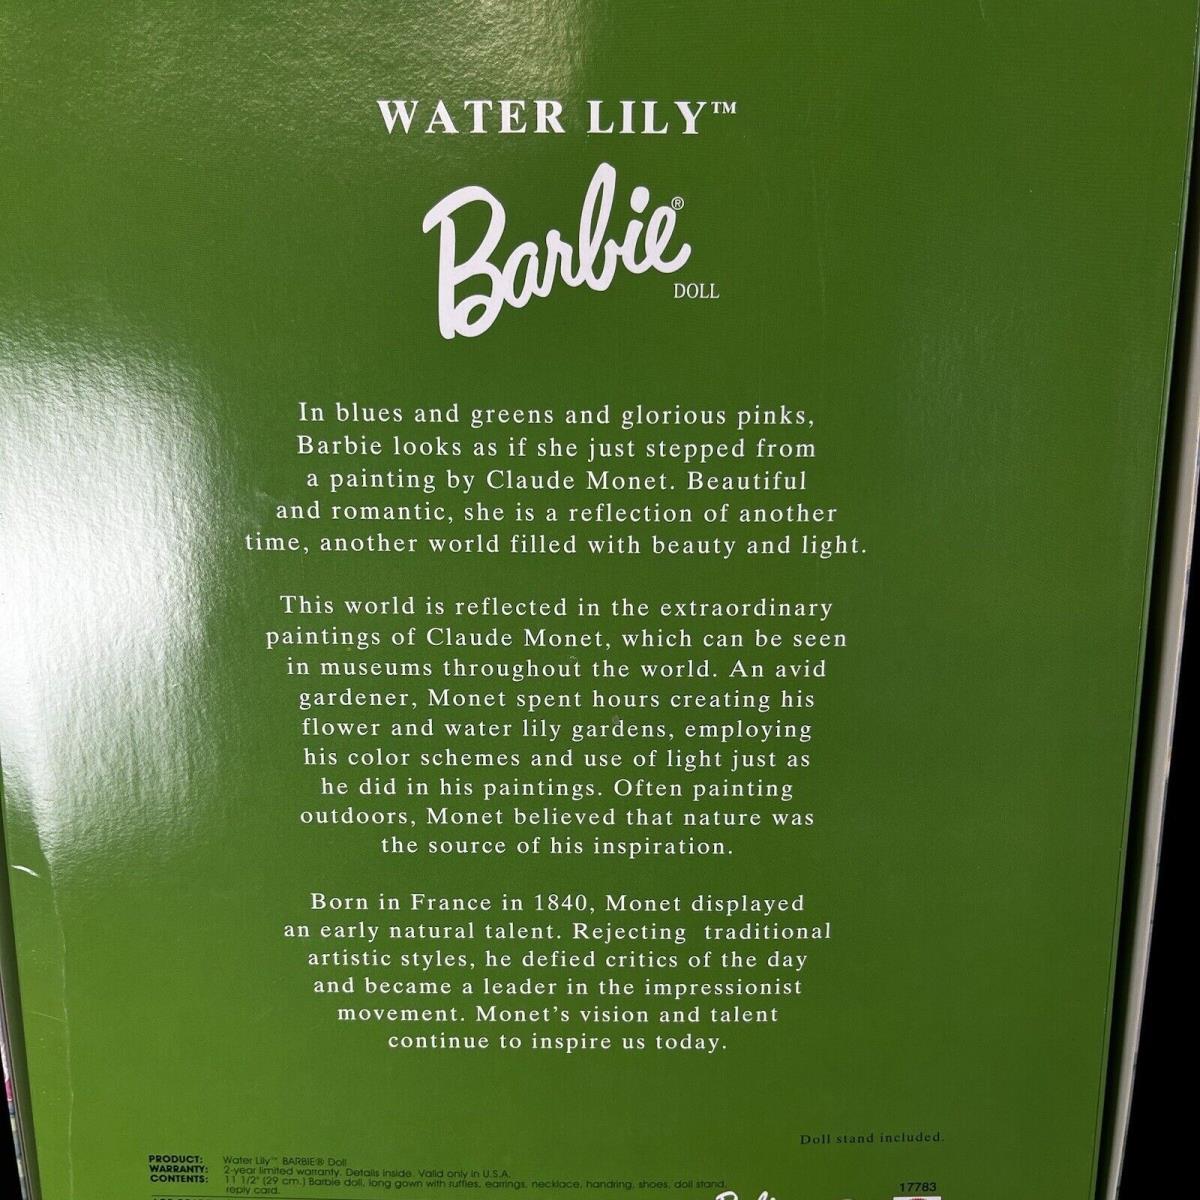 WATER LILY™
Barbie®
DOLL
In blues and greens and glorious pinks,
Barbie looks as if she just stepped from
a painting by Claude Monet. Beautiful
and romantic, she is a reflection of another
time, another world filled with beauty and light.
This world is reflected in the extraordinary
paintings of Claude Monet, which can be seen
in museums throughout the world. An avid
gardener, Monet spent hours creating his
flower and water lily gardens, employing
his color schemes and use of light just as
he did in his paintings. Often painting
outdoors, Monet believed that nature was
the source of his inspiration.
Born in France in 1840, Monet displayed
an early natural talent. Rejecting traditional
artistic styles, he defied critics of the day
and became a leader in the impressionist
movement. Monet's vision and talent
continue to inspire us today.
Doll stand included.
PRODUCT: Water Lily™ BARBIE® Doll
WARRANTY: 2-year limited warranty. Details inside. Valid only in U.S.A.
CONTENTS: 11 1/2" (29 cm.) Barbie doll, long gown with ruffles, earrings, necklace, handring, shoes, doll stand,
reply card.
17783